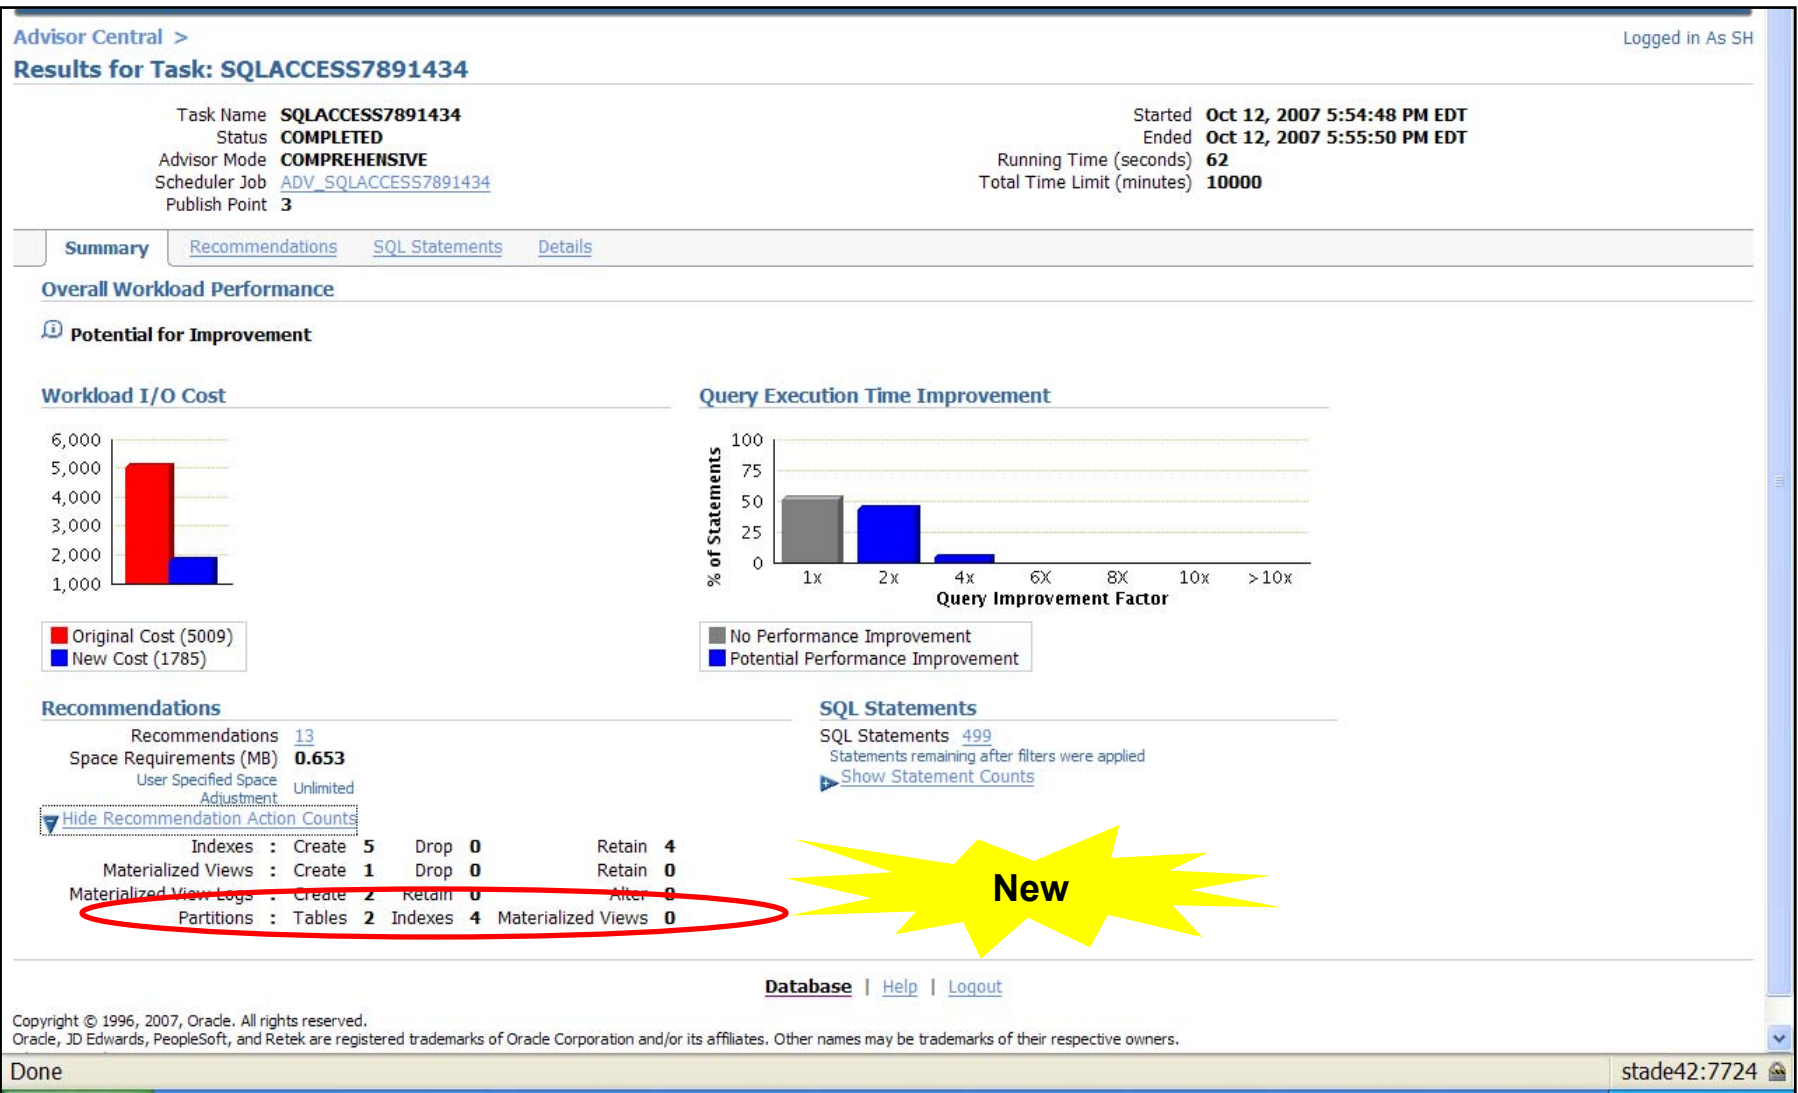 Advisor Central >
Logged in As SH
Results for Task: SQLACCESS7891434
Task Name SQLACCESS7891434
Status COMPLETED
Advisor Mode COMPREHENSIVE
Scheduler Job ADV_SQLACCESS7891434
Publish Point 3
Started Oct 12, 2007 5:54:48 PM EDT
Ended Oct 12, 2007 5:55:50 PM EDT
Running Time (seconds) 62
Total Time Limit (minutes) 10000
Summary Recommendations SQL Statements Details
Overall Workload Performance
Potential for Improvement
Workload I/O Cost
6,000
5,000
4,000
3,000
2,000
1,000
Original Cost (5009)
New Cost (1785)
Query Execution Time Improvement
% of Statements
100
75
50
25
0
1x 2x 4x 6X 8X 10x >10x
Query Improvement Factor
No Performance Improvement
Potential Performance Improvement
Recommendations
Recommendations 13
Space Requirements (MB) 0.653
User Specified Space
Adjustment Unlimited
Hide Recommendation Action Counts
Indexes : Create 5 Drop 0 Retain 4
Materialized Views : Create 1 Drop 0 Retain 0
Materialized View Logs : Create 2 Retain 0 Alter 0
Partitions : Tables 2 Indexes 4 Materialized Views 0
SQL Statements
SQL Statements 499
Statements remaining after filters were applied
Show Statement Counts
New
Database | Help | Logout
Copyright © 1996, 2007, Oracle. All rights reserved.
Oracle, JD Edwards, PeopleSoft, and Retek are registered trademarks of Oracle Corporation and/or its affiliates. Other names may be trademarks of their respective owners.
Done
stade42:7724